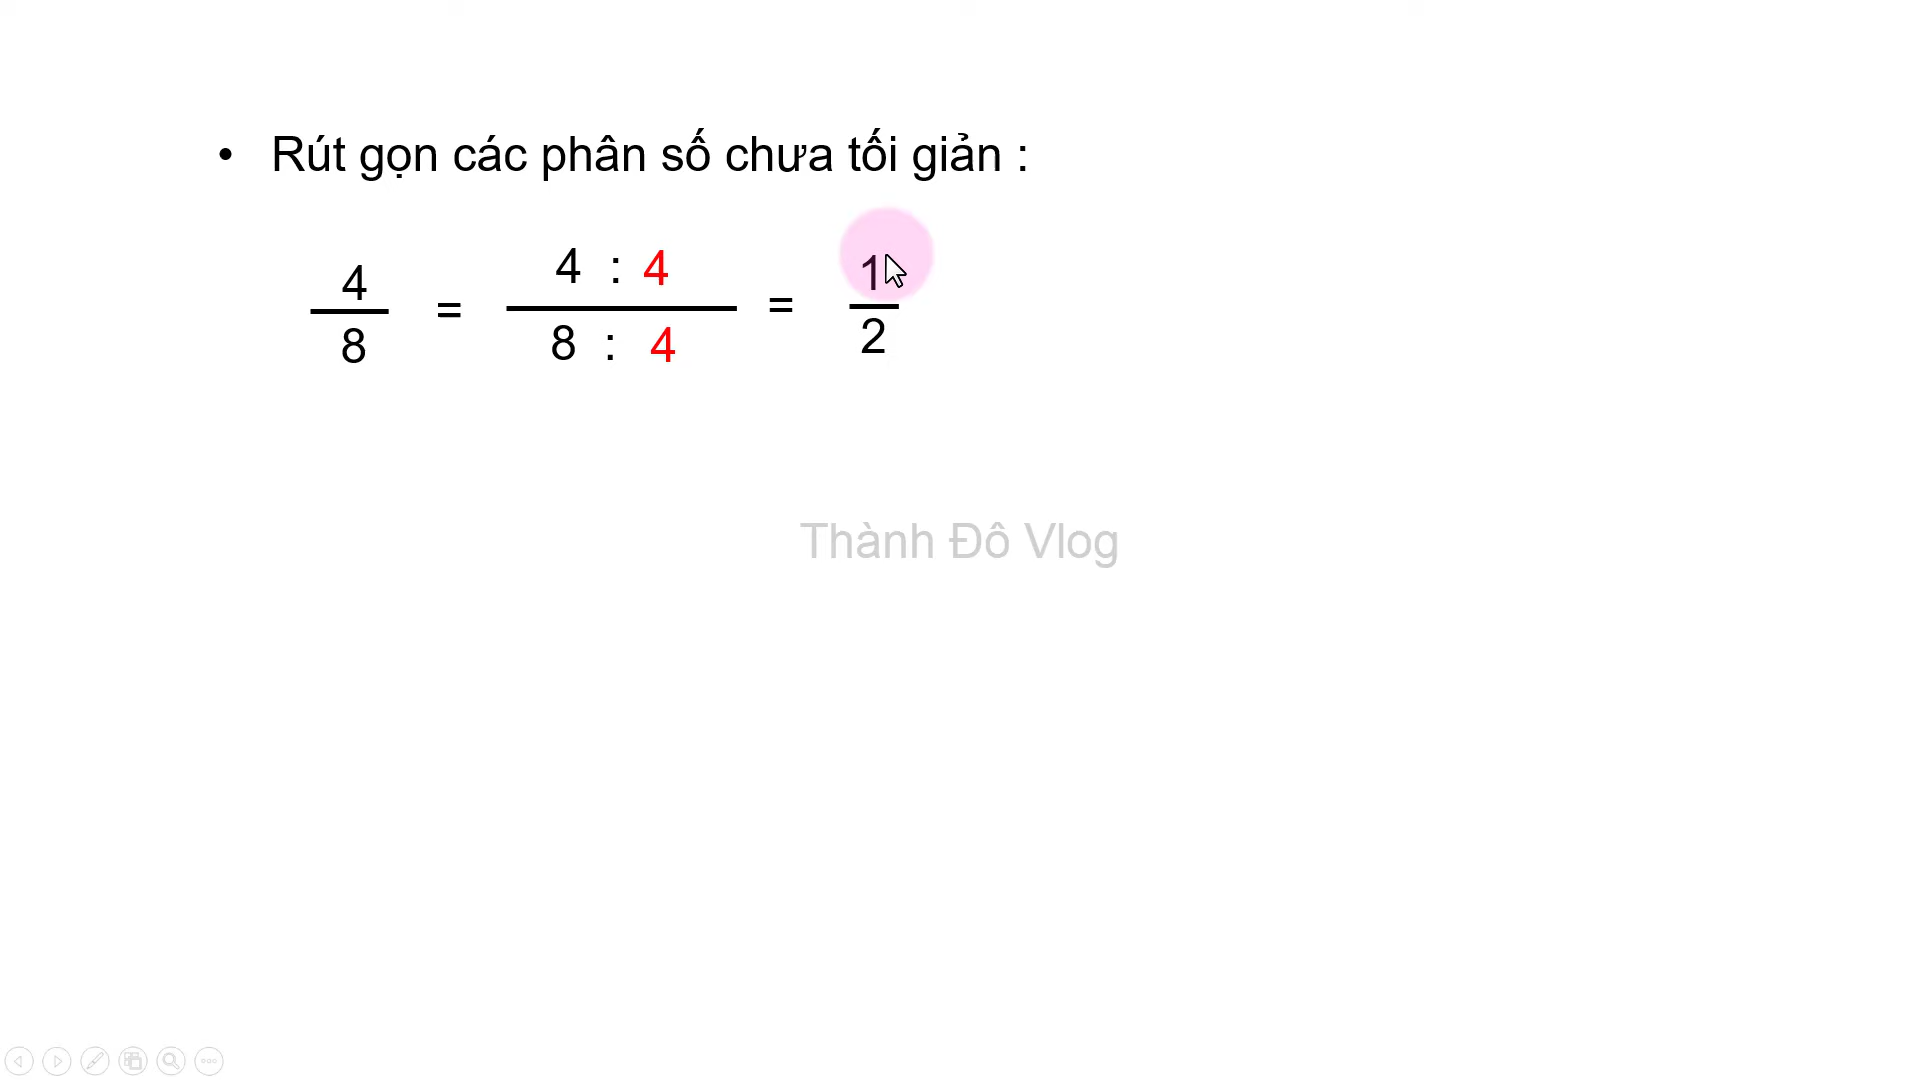 • Rút gọn các phân số chưa tối giản :
4/8 = 4 : 4 / 8 : 4 = 1/2
Thành Đô Vlog